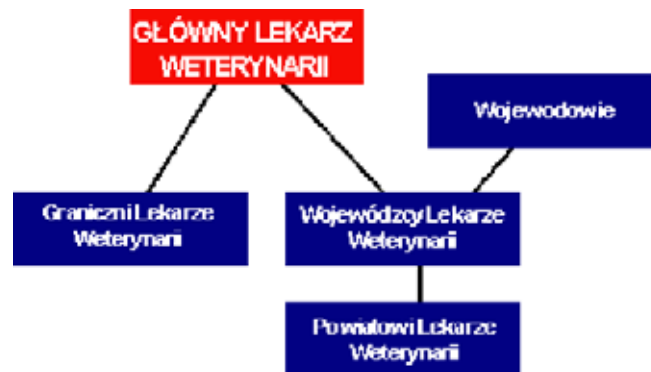 GŁÓWNY LEKARZ
WETERYNARII
Wojewodowie
Graniczni Lekarze
Weterynarii
Wojewódzcy Lekarze
Weterynarii
Powiatowi Lekarze
Weterynarii